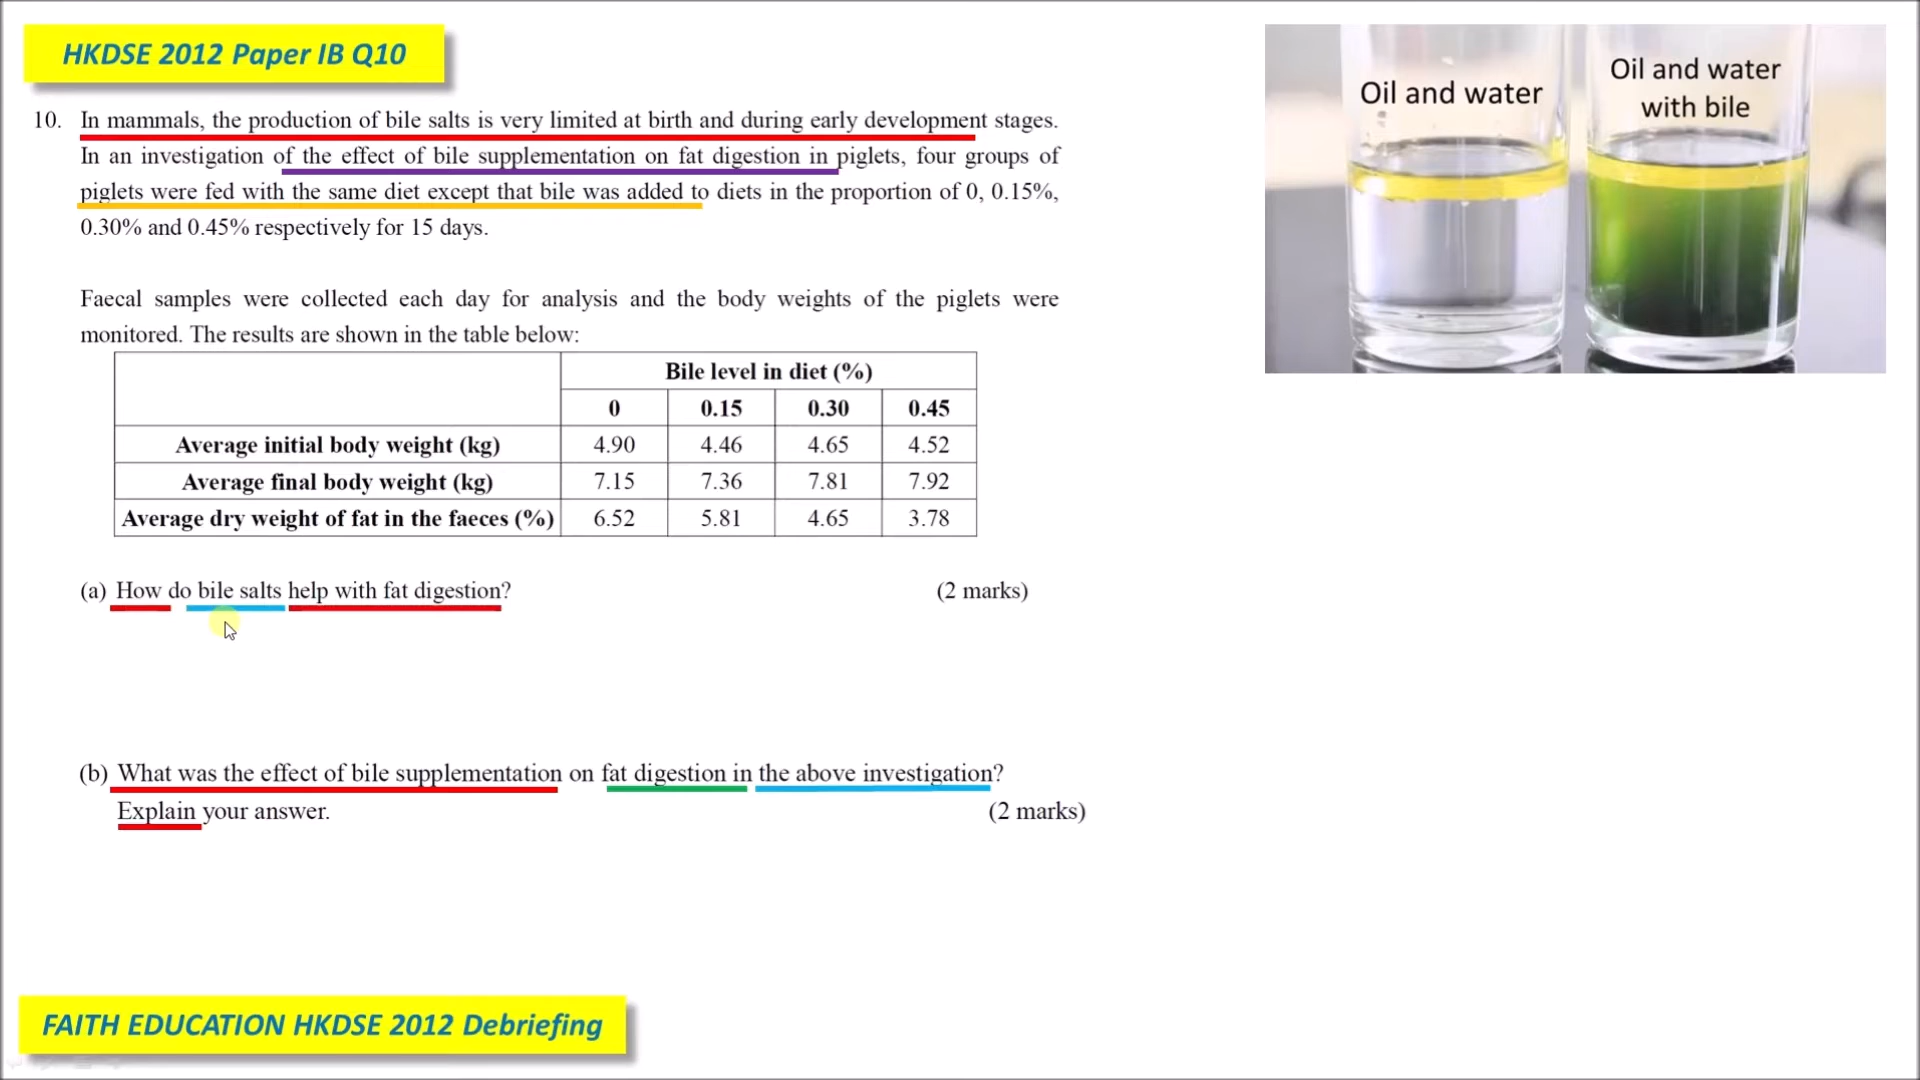 HKDSE 2012 Paper IB Q10
Oil and water
Oil and water
with bile
10. In mammals, the production of bile salts is very limited at birth and during early development stages.
In an investigation of the effect of bile supplementation on fat digestion in piglets, four groups of
piglets were fed with the same diet except that bile was added to diets in the proportion of 0, 0.15%,
0.30% and 0.45% respectively for 15 days.
Faecal samples were collected each day for analysis and the body weights of the piglets were
monitored. The results are shown in the table below:
Bile level in diet (%)
0 0.15 0.30 0.45
Average initial body weight (kg) 4.90 4.46 4.65 4.52
Average final body weight (kg) 7.15 7.36 7.81 7.92
Average dry weight of fat in the faeces (%) 6.52 5.81 4.65 3.78
(a) How do bile salts help with fat digestion? (2 marks)
(b) What was the effect of bile supplementation on fat digestion in the above investigation?
Explain your answer. (2 marks)
FAITH EDUCATION HKDSE 2012 Debriefing